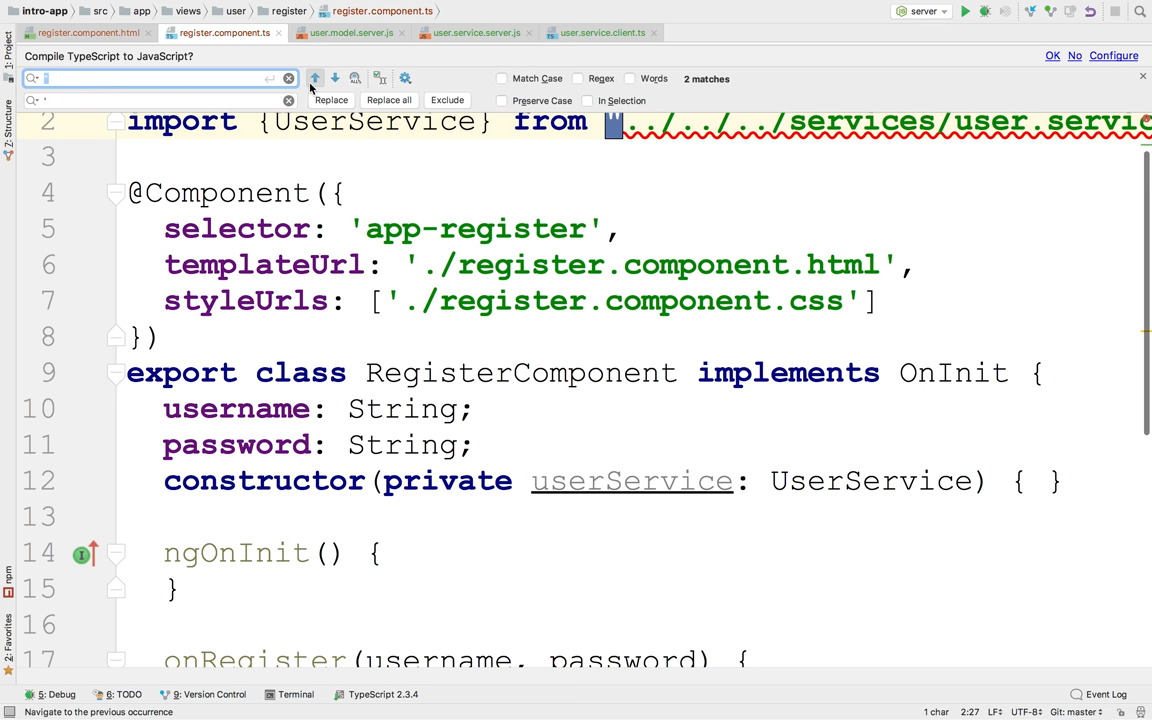 intro-app > src > app > views > user > register > register.component.ts >
server
register.component.html × register.component.ts × user.model.server.js × user.service.server.js × user.service.client.ts ×
Compile TypeScript to JavaScript?
OK No Configure
"
Match Case Regex Words 2 matches
'
Replace Replace all Exclude
Preserve Case In Selection
1: Project
Z: Structure
npm
2: Favorites
2 import {UserService} from "../../../services/user.servic
3
4 @Component({
5 selector: 'app-register',
6 templateUrl: './register.component.html',
7 styleUrls: ['./register.component.css']
8 })
9 export class RegisterComponent implements OnInit {
10 username: String;
11 password: String;
12 constructor(private userService: UserService) { }
13
14 ngOnInit() {
15 }
16
17 onRegister(username, password) {
5: Debug 6: TODO 9: Version Control Terminal TypeScript 2.3.4 Event Log
Navigate to the previous occurrence 1 char 2:27 LF÷ UTF-8÷ Git: master÷